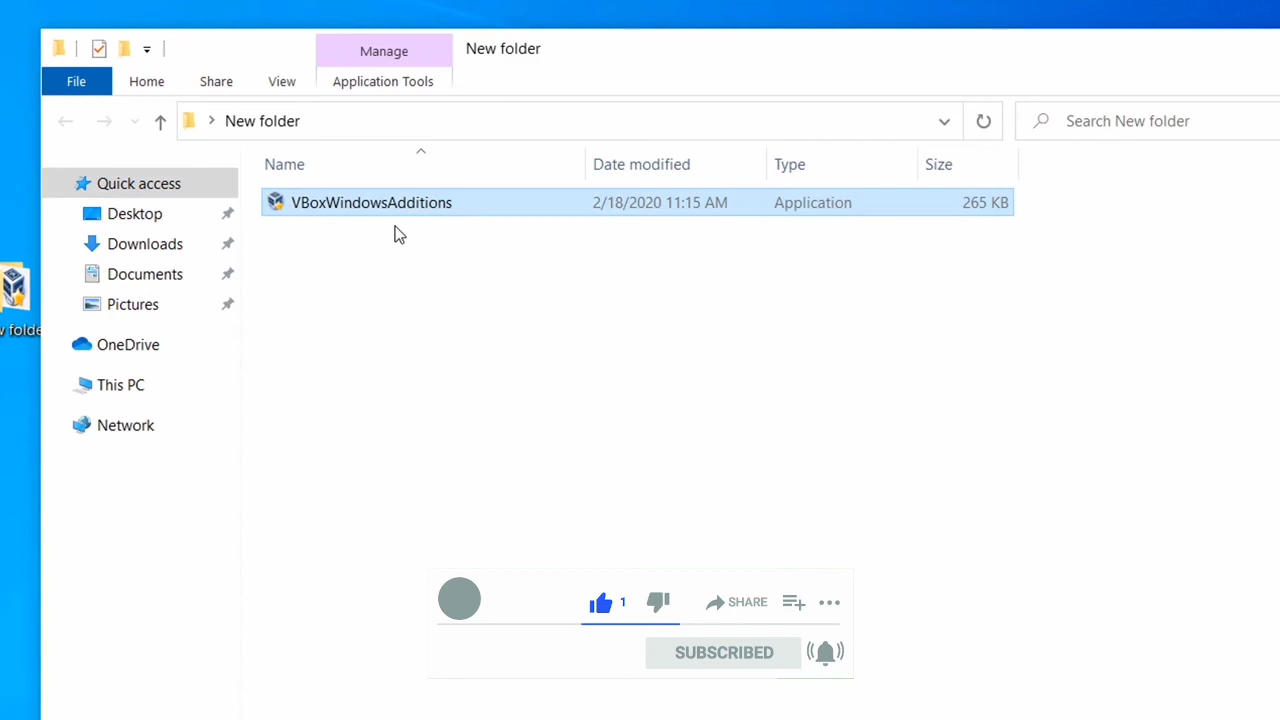 Manage
New folder
File
Home
Share
View
Application Tools
New folder
Search New folder
Name
Date modified
Type
Size
Quick access
VBoxWindowsAdditions
2/18/2020 11:15 AM
Application
265 KB
Desktop
Downloads
Documents
Pictures
w folde
OneDrive
This PC
Network
1
SHARE
SUBSCRIBED